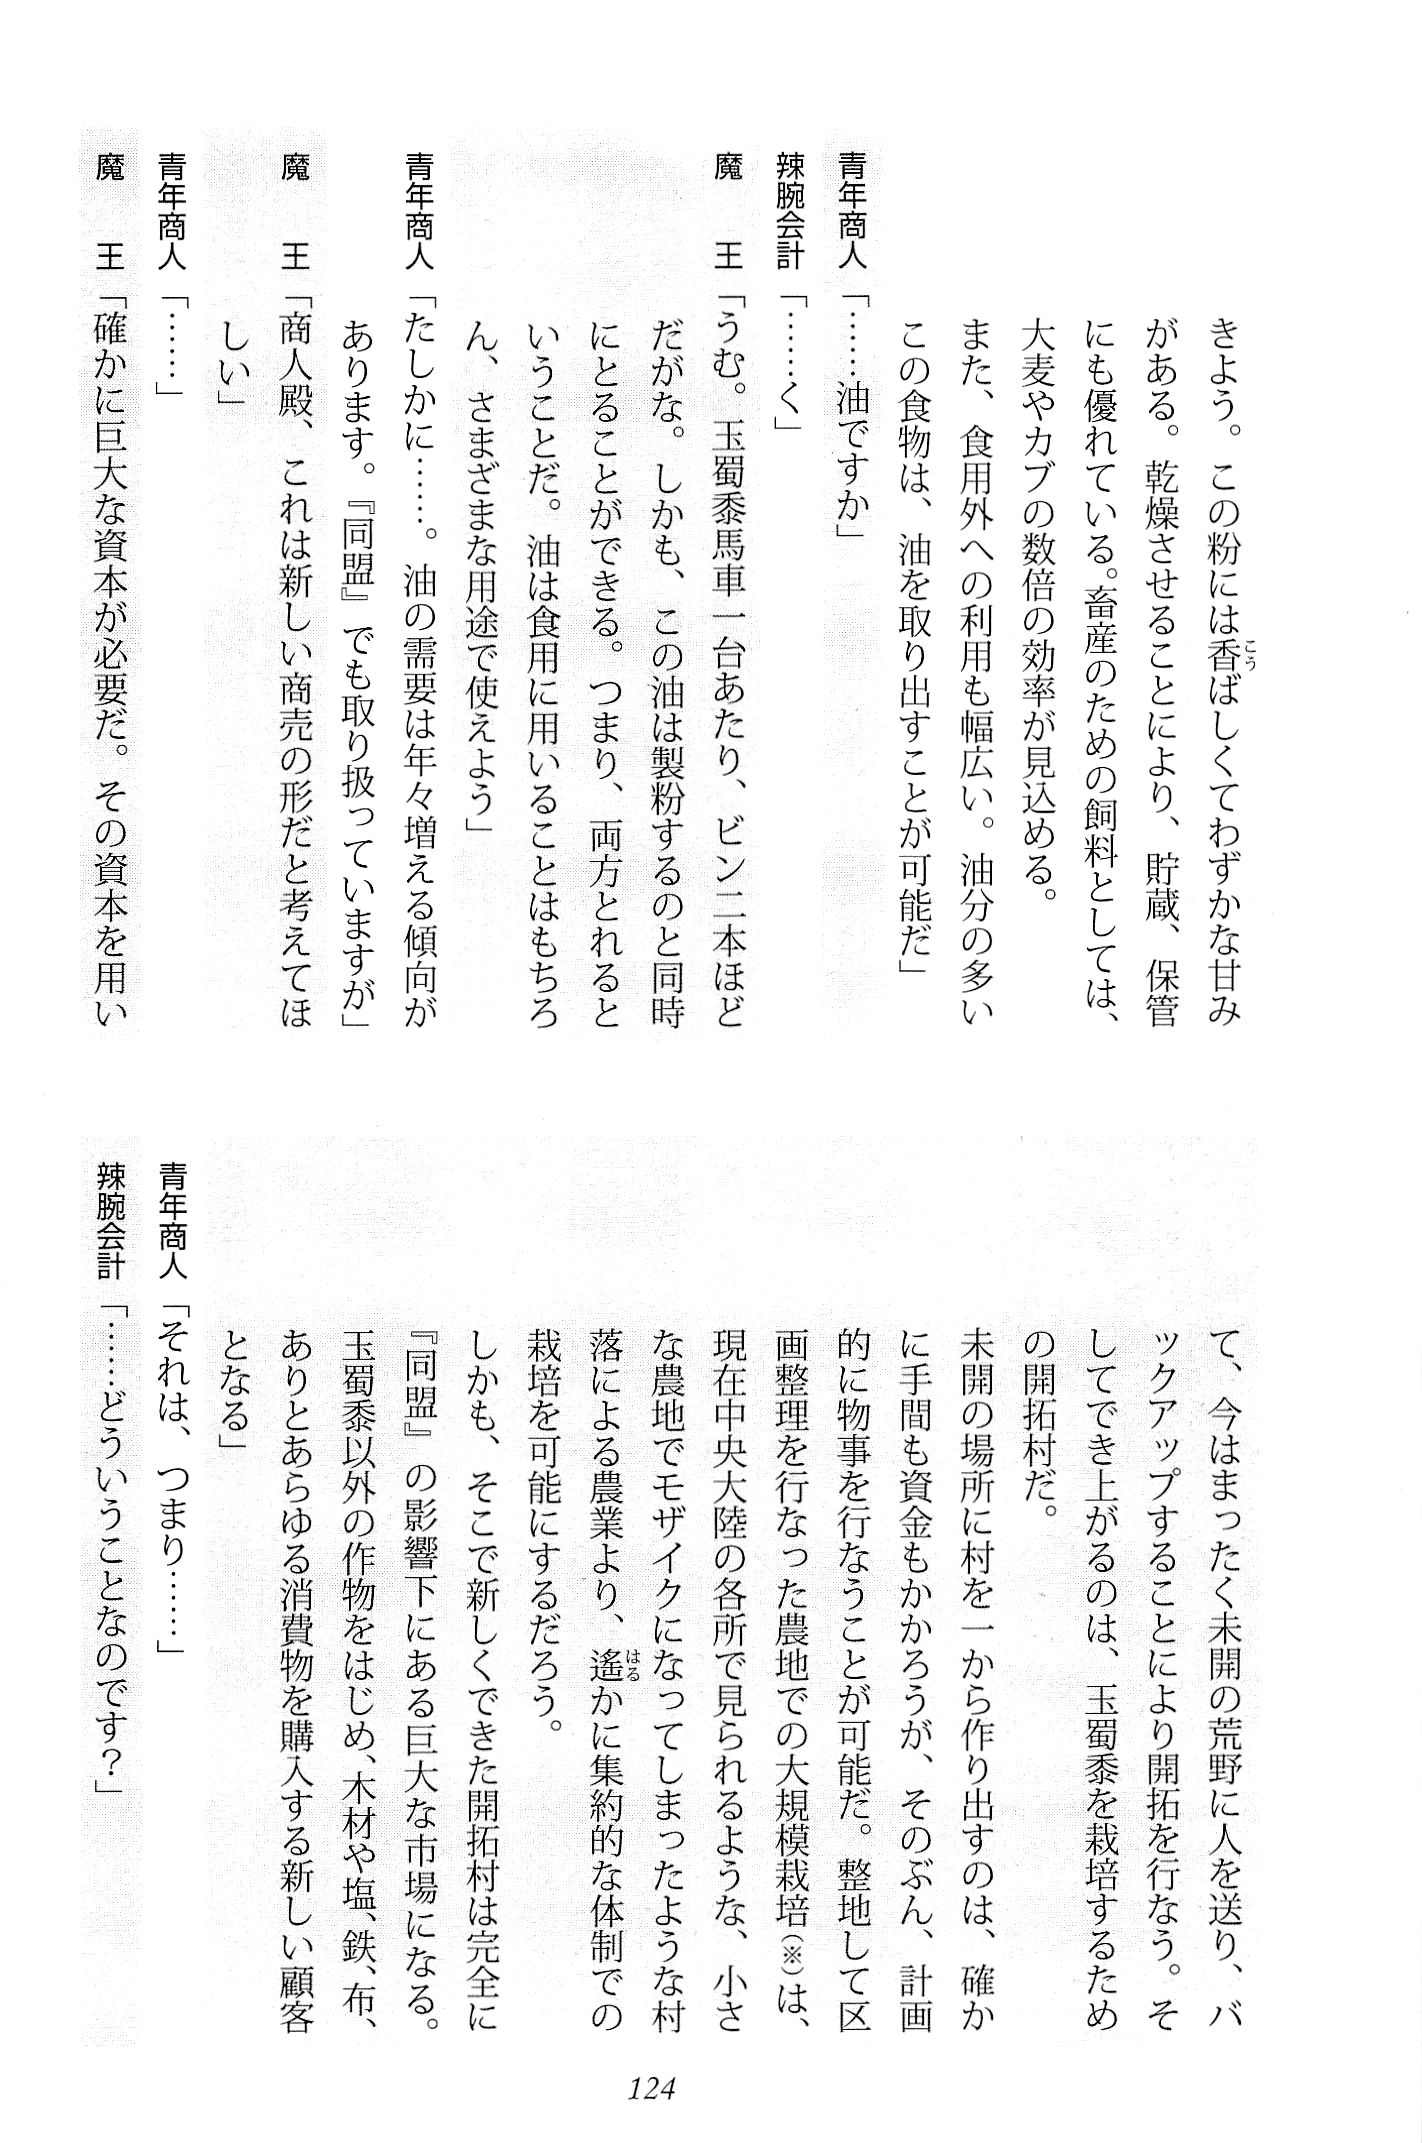 きよう。この粉には香ばしくてわずかな甘み
がある。乾燥させることにより、貯蔵、保管
にも優れている。畜産のための飼料としては、
大麦やカブの数倍の効率が見込める。
また、食用外への利用も幅広い。油分の多い
この食物は、油を取り出すことが可能だ」
青年商人「……油ですか」
辣腕会計「……く」
魔　　王「うむ。玉蜀黍馬車一台あたり、ビン二本ほど
だがな。しかも、この油は製粉するのと同時
にとることができる。つまり、両方とれると
いうことだ。油は食用に用いることはもちろ
ん、さまざまな用途で使えよう」
青年商人「たしかに……。油の需要は年々増える傾向が
あります。『同盟』でも取り扱っていますが」
魔　　王「商人殿、これは新しい商売の形だと考えてほ
しい」
青年商人「……」
魔　　王「確かに巨大な資本が必要だ。その資本を用い
て、今はまったく未開の荒野に人を送り、バ
ックアップすることにより開拓を行なう。そ
してでき上がるのは、玉蜀黍を栽培するため
の開拓村だ。
未開の場所に村を一から作り出すのは、確か
に手間も資金もかかろうが、そのぶん、計画
的に物事を行なうことが可能だ。整地して区
画整理を行なった農地での大規模栽培(※)は、
現在中央大陸の各所で見られるような、小さ
な農地でモザイクになってしまったような村
落による農業より、遙かに集約的な体制での
栽培を可能にするだろう。
しかも、そこで新しくできた開拓村は完全に
『同盟』の影響下にある巨大な市場になる。
玉蜀黍以外の作物をはじめ、木材や塩、鉄、布、
ありとあらゆる消費物を購入する新しい顧客
となる」
青年商人「それは、つまり……」
辣腕会計「……どういうことなのです？」
124